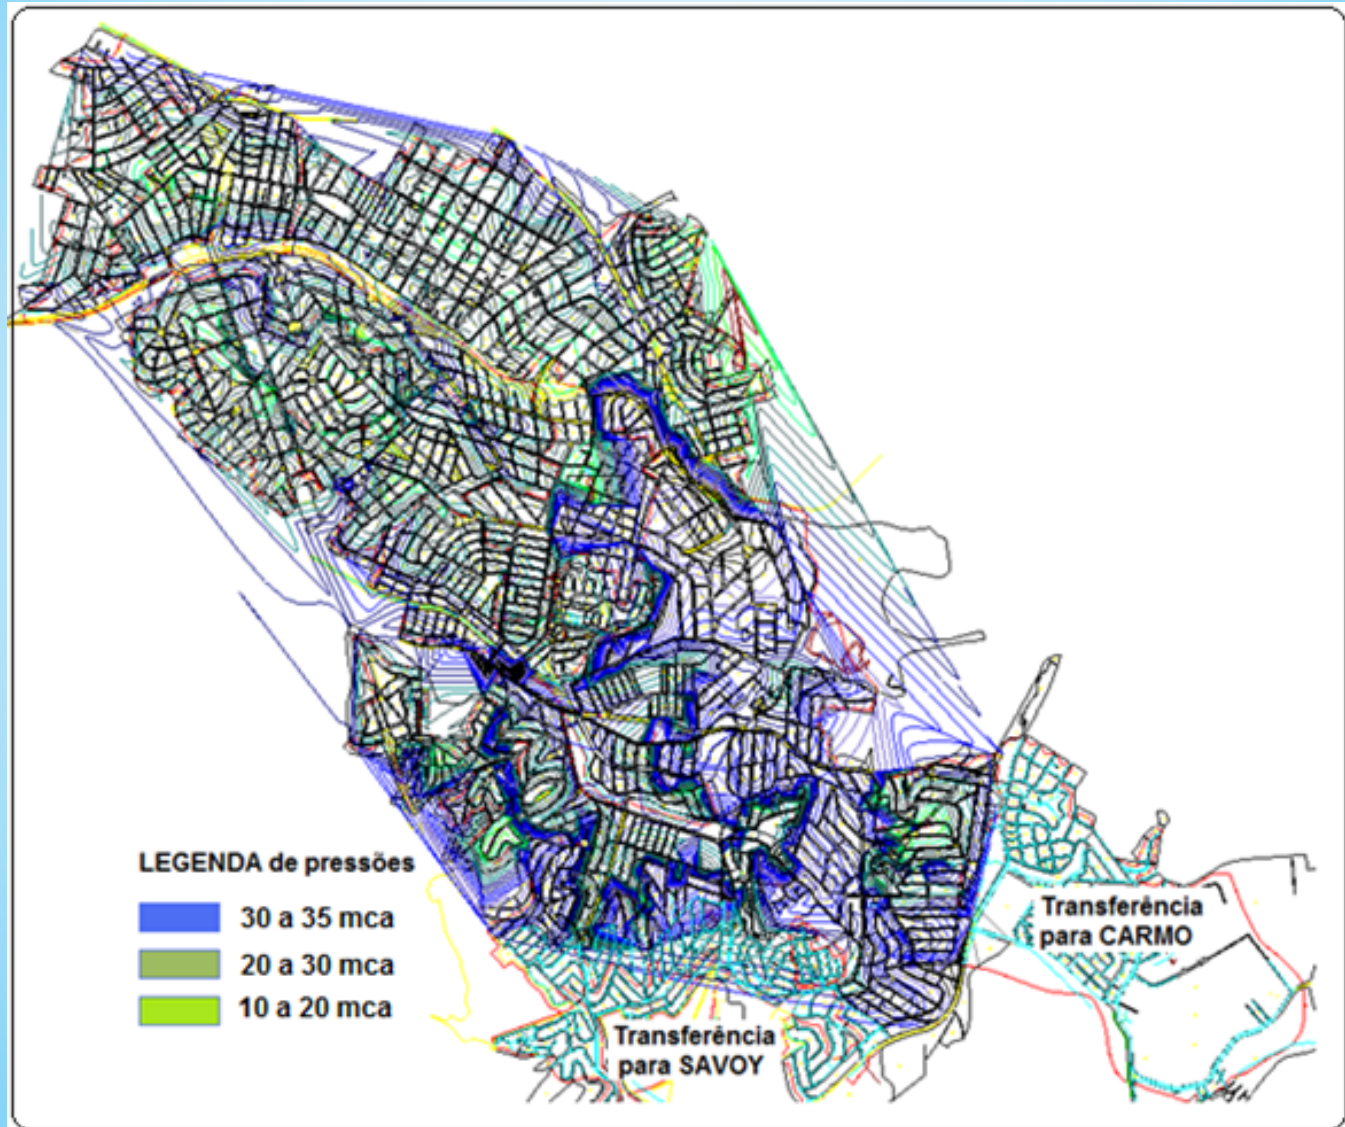 LEGENDA de pressões
30 a 35 mca
20 a 30 mca
10 a 20 mca
Transferência
para CARMO
Transferência
para SAVOY